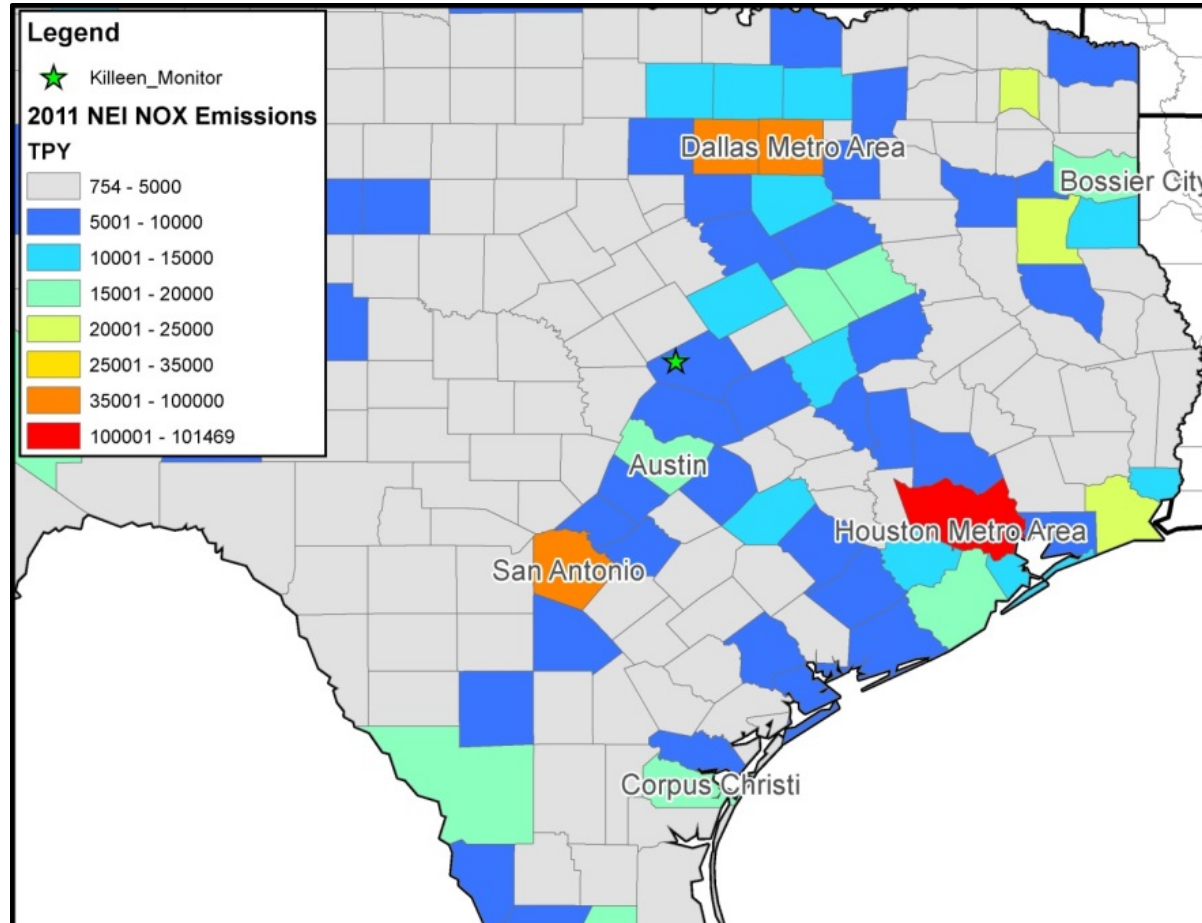 Legend
Killeen_Monitor
2011 NEI NOX Emissions
TPY
754 - 5000
5001 - 10000
10001 - 15000
15001 - 20000
20001 - 25000
25001 - 35000
35001 - 100000
100001 - 101469
Dallas Metro Area
Bossier City
Austin
Houston Metro Area
San Antonio
Corpus Christi